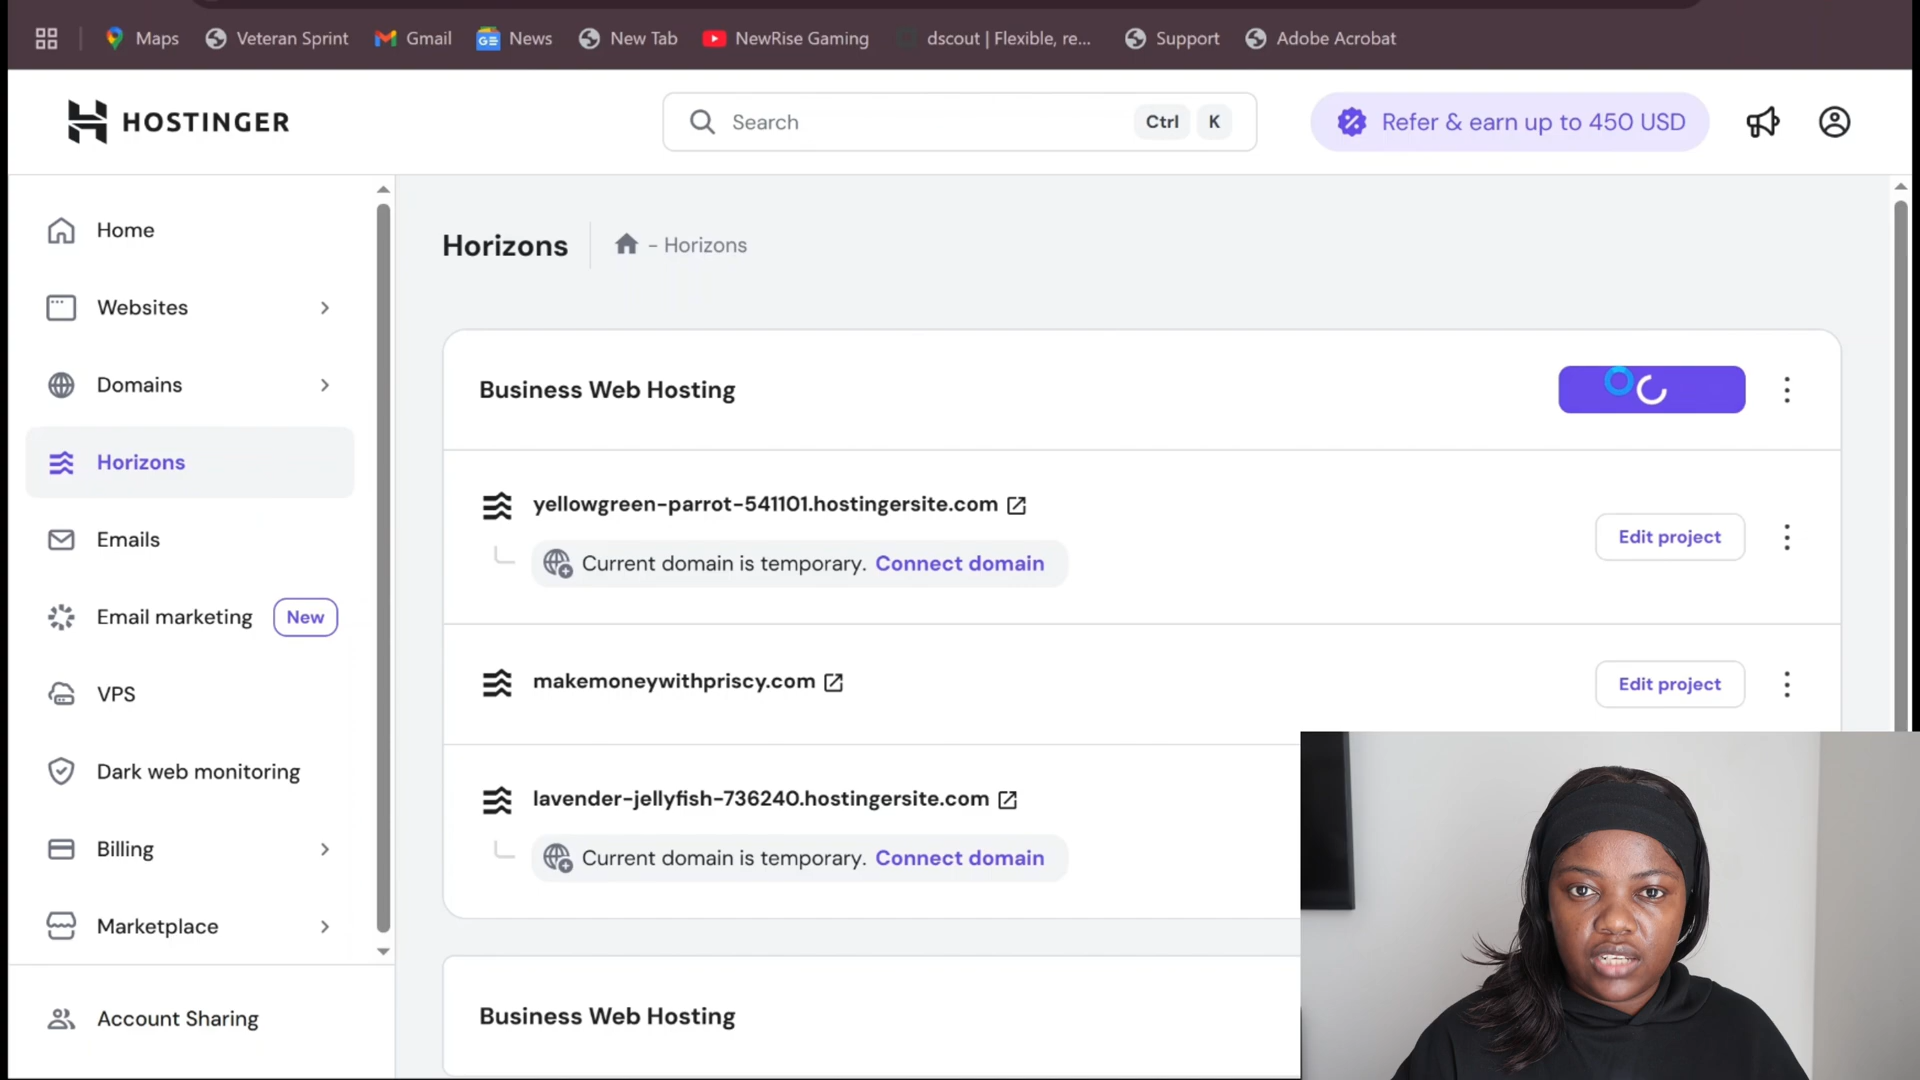 Maps
Veteran Sprint
Gmail
News
New Tab
NewRise Gaming
dscout | Flexible, re...
Support
Adobe Acrobat
HOSTINGER
Search
Ctrl
K
Refer & earn up to 450 USD
Home
Websites
Domains
Horizons
Emails
Email marketing
New
VPS
Dark web monitoring
Billing
Marketplace
Account Sharing
Horizons
- Horizons
Business Web Hosting
yellowgreen-parrot-541101.hostingersite.com
Current domain is temporary. Connect domain
Edit project
makemoneywithpriscy.com
Edit project
lavender-jellyfish-736240.hostingersite.com
Current domain is temporary. Connect domain
Business Web Hosting